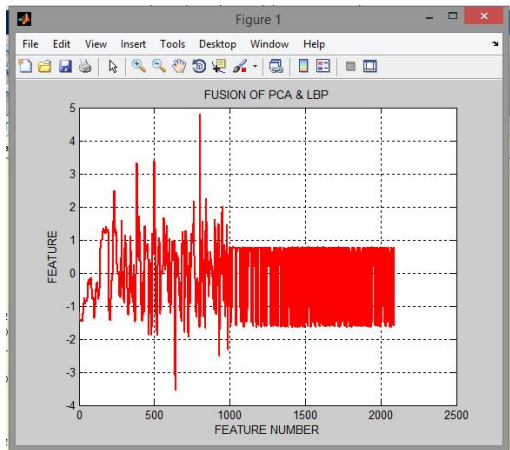 Figure 1
File Edit View Insert Tools Desktop Window Help
FUSION OF PCA & LBP
5
4
3
2
1
0
-1
-2
-3
-4
FEATURE
0 500 1000 1500 2000 2500
FEATURE NUMBER